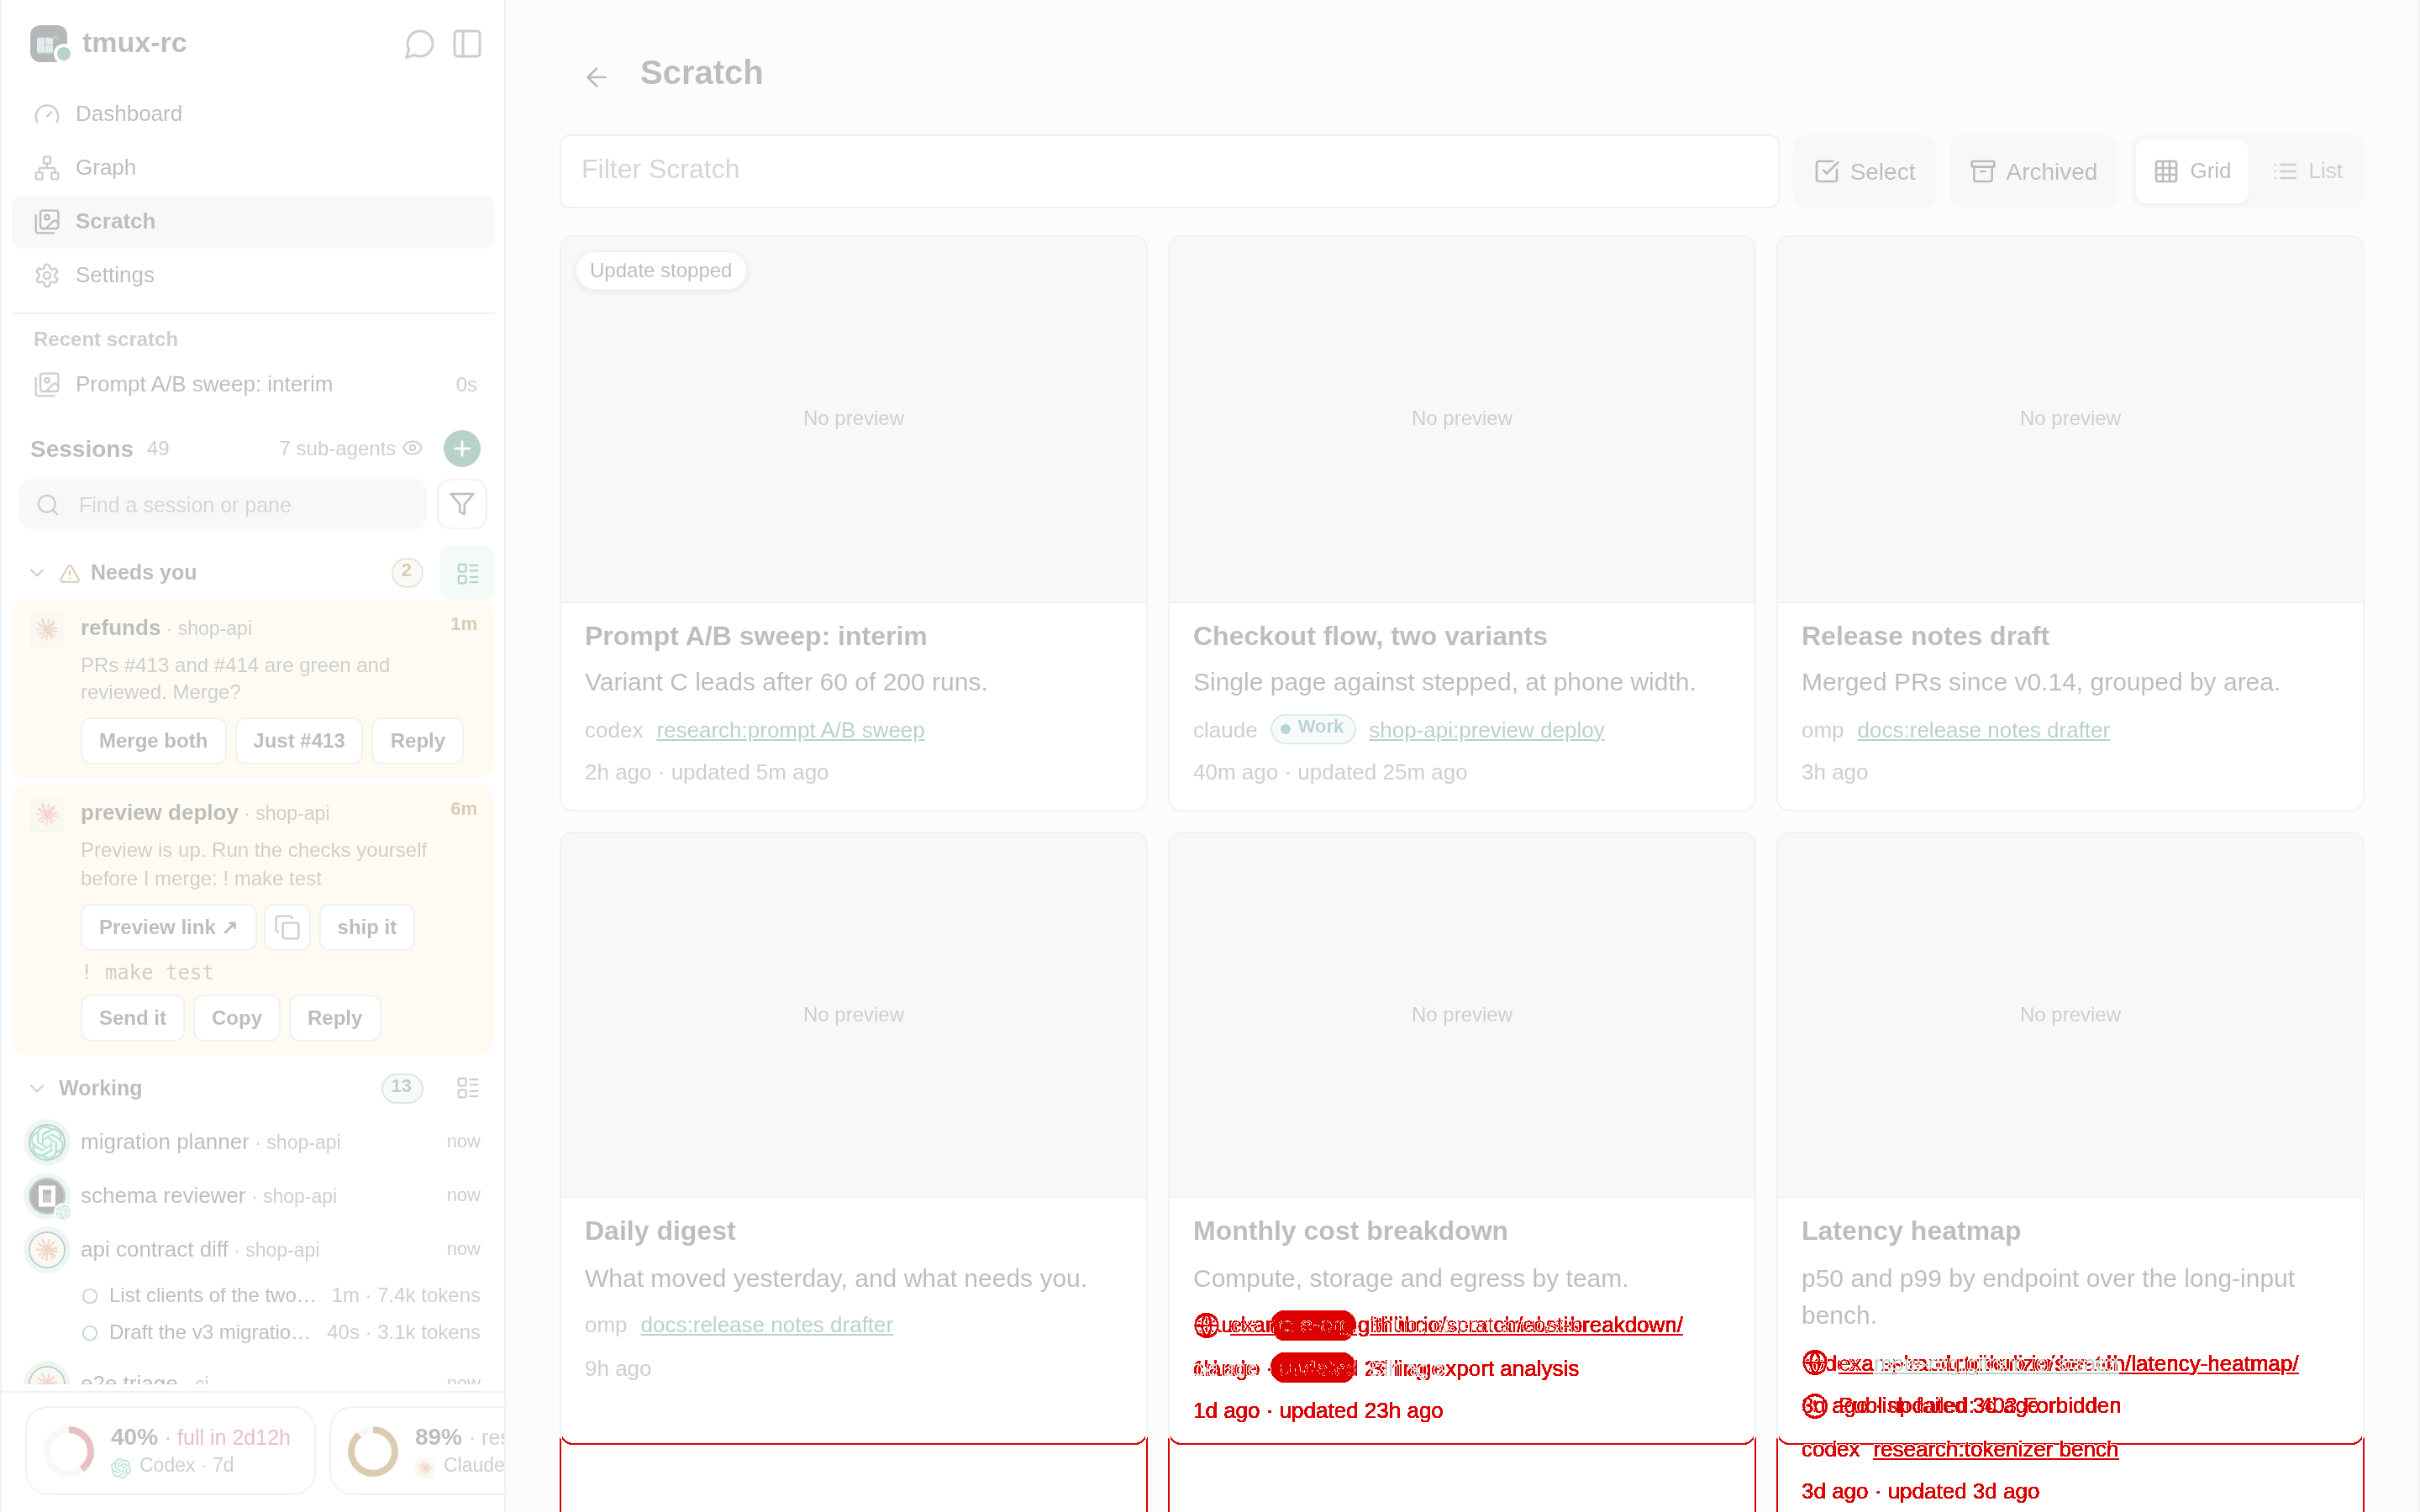 tmux-rc
Dashboard
Graph
Scratch
Settings
Recent scratch
Prompt A/B sweep: interim 0s
Sessions 49 7 sub-agents
Find a session or pane
Needs you 2
refunds · shop-api 1m
PRs #413 and #414 are green and
reviewed. Merge?
Merge both Just #413 Reply
preview deploy · shop-api 6m
Preview is up. Run the checks yourself
before I merge: ! make test
Preview link ↗ ship it
! make test
Send it Copy Reply
Working 13
migration planner · shop-api now
schema reviewer · shop-api now
api contract diff · shop-api now
List clients of the two… 1m · 7.4k tokens
Draft the v3 migratio… 40s · 3.1k tokens
e2e triage · ci now
40% · full in 2d12h
Codex · 7d
89% · res
Claude
Scratch
Filter Scratch Select Archived Grid List
Update stopped
No preview
Prompt A/B sweep: interim
Variant C leads after 60 of 200 runs.
codex research:prompt A/B sweep
2h ago · updated 5m ago
No preview
Checkout flow, two variants
Single page against stepped, at phone width.
claude Work shop-api:preview deploy
40m ago · updated 25m ago
No preview
Release notes draft
Merged PRs since v0.14, grouped by area.
omp docs:release notes drafter
3h ago
No preview
Daily digest
What moved yesterday, and what needs you.
omp docs:release notes drafter
9h ago
No preview
Monthly cost breakdown
Compute, storage and egress by team.
export analysis
1d ago · updated 23h ago
No preview
Latency heatmap
p50 and p99 by endpoint over the long-input
bench.
/latency-heatmap/
codex research:tokenizer bench
3d ago · updated 3d ago